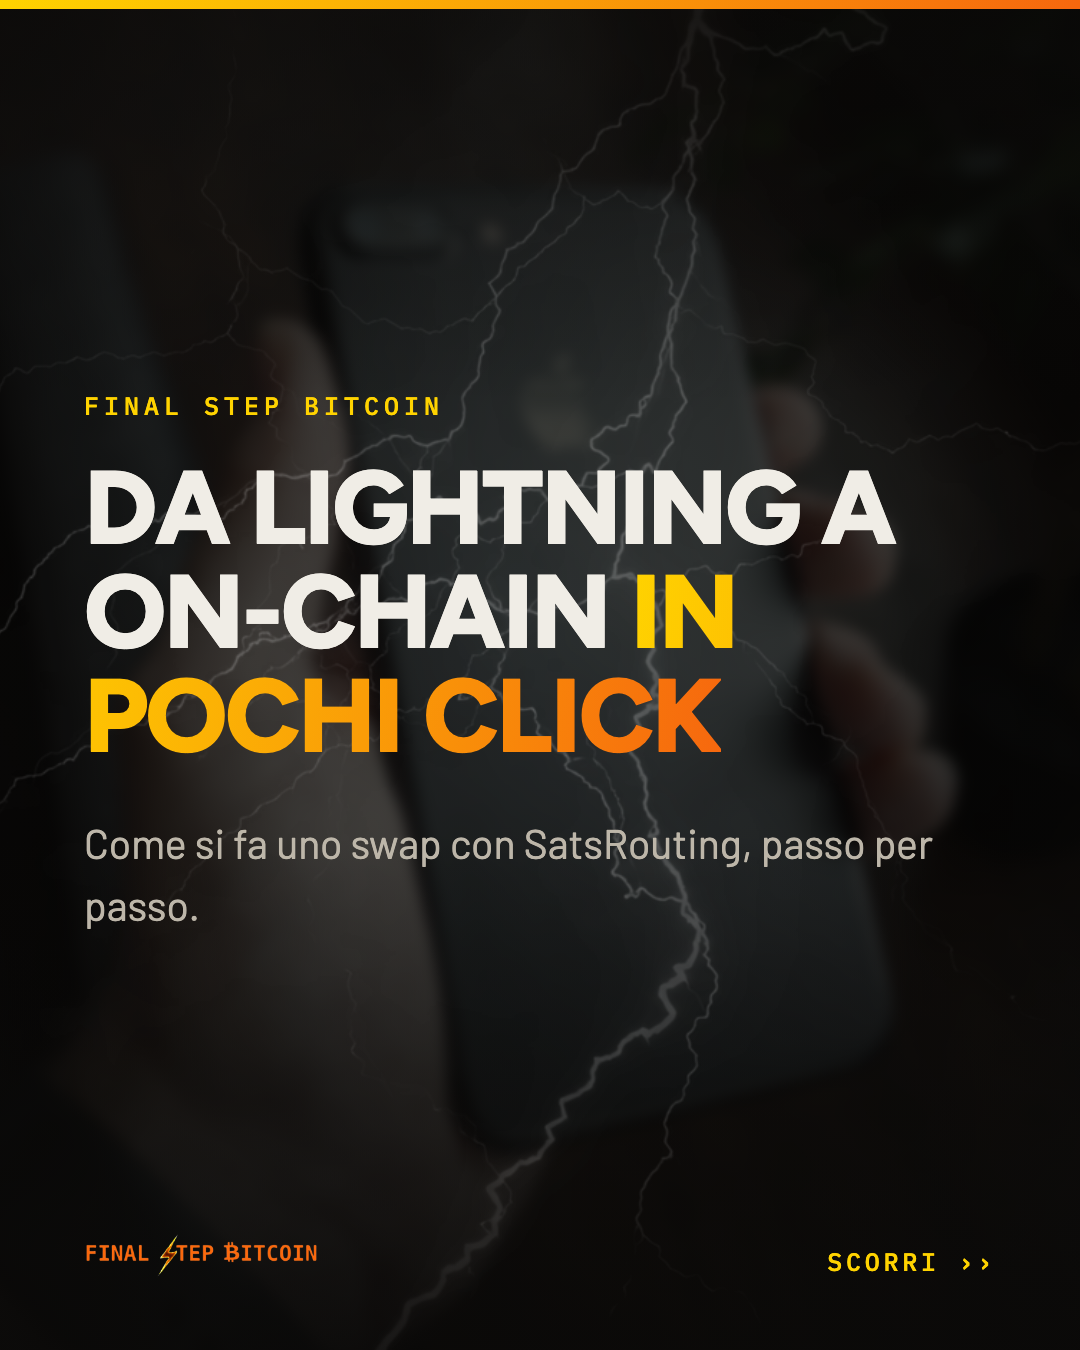 FINAL STEP BITCOIN
DA LIGHTNING A
ON-CHAIN IN
POCHI CLICK
Come si fa uno swap con SatsRouting, passo per
passo.
FINAL STEP BITCOIN
SCORRI ››